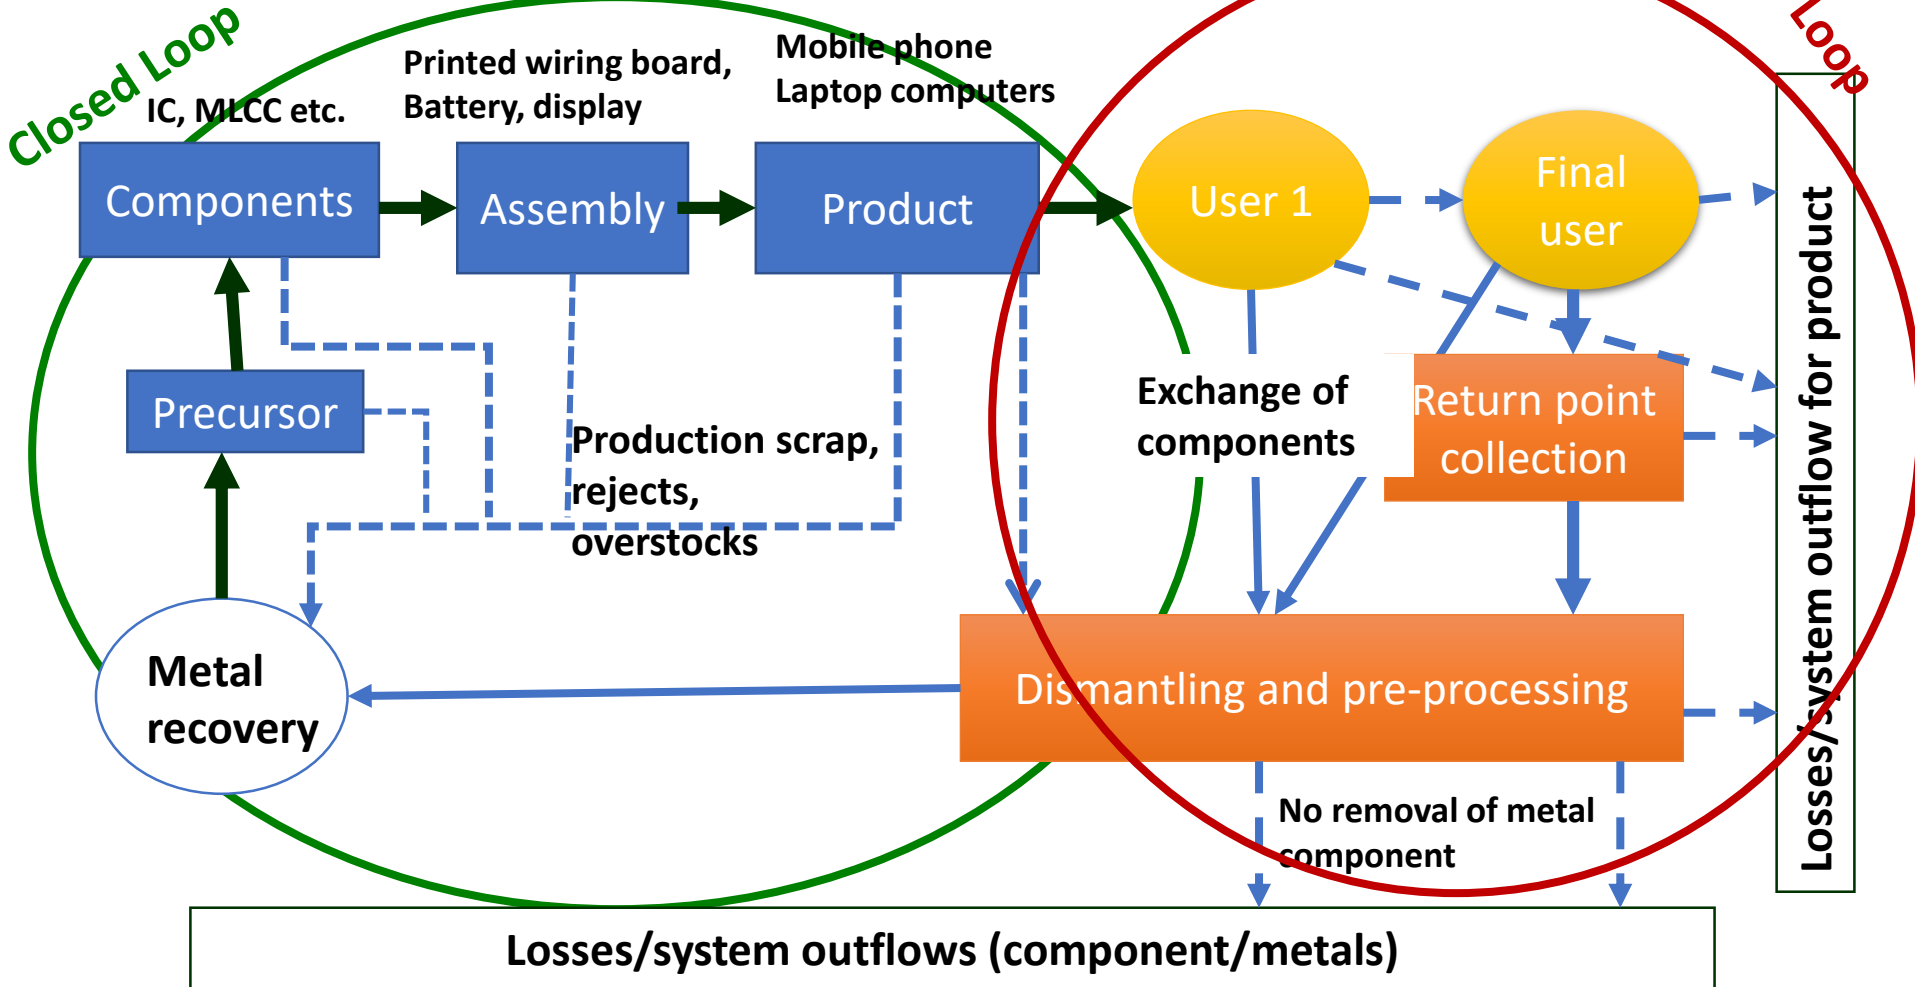 Closed Loop
Loop
IC, MLCC etc.
Printed wiring board,
Battery, display
Mobile phone
Laptop computers
Components
Assembly
Product
User 1
Final
user
Precursor
Production scrap,
rejects,
overstocks
Exchange of
components
Return point
collection
Losses/system outflow for product
Metal
recovery
Dismantling and pre-processing
No removal of metal
component
Losses/system outflows (component/metals)